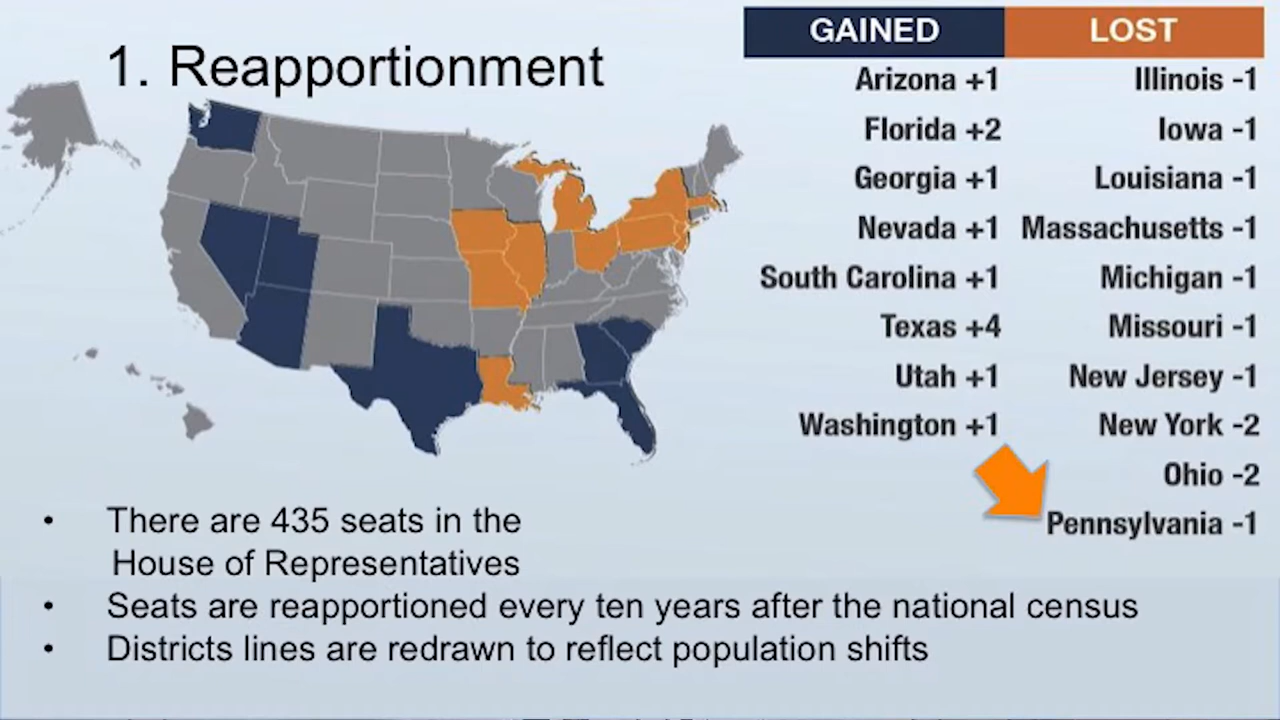 1. Reapportionment
GAINED LOST
Arizona +1 Illinois -1
Florida +2 Iowa -1
Georgia +1 Louisiana -1
Nevada +1 Massachusetts -1
South Carolina +1 Michigan -1
Texas +4 Missouri -1
Utah +1 New Jersey -1
Washington +1 New York -2
Ohio -2
Pennsylvania -1
• There are 435 seats in the
House of Representatives
• Seats are reapportioned every ten years after the national census
• Districts lines are redrawn to reflect population shifts